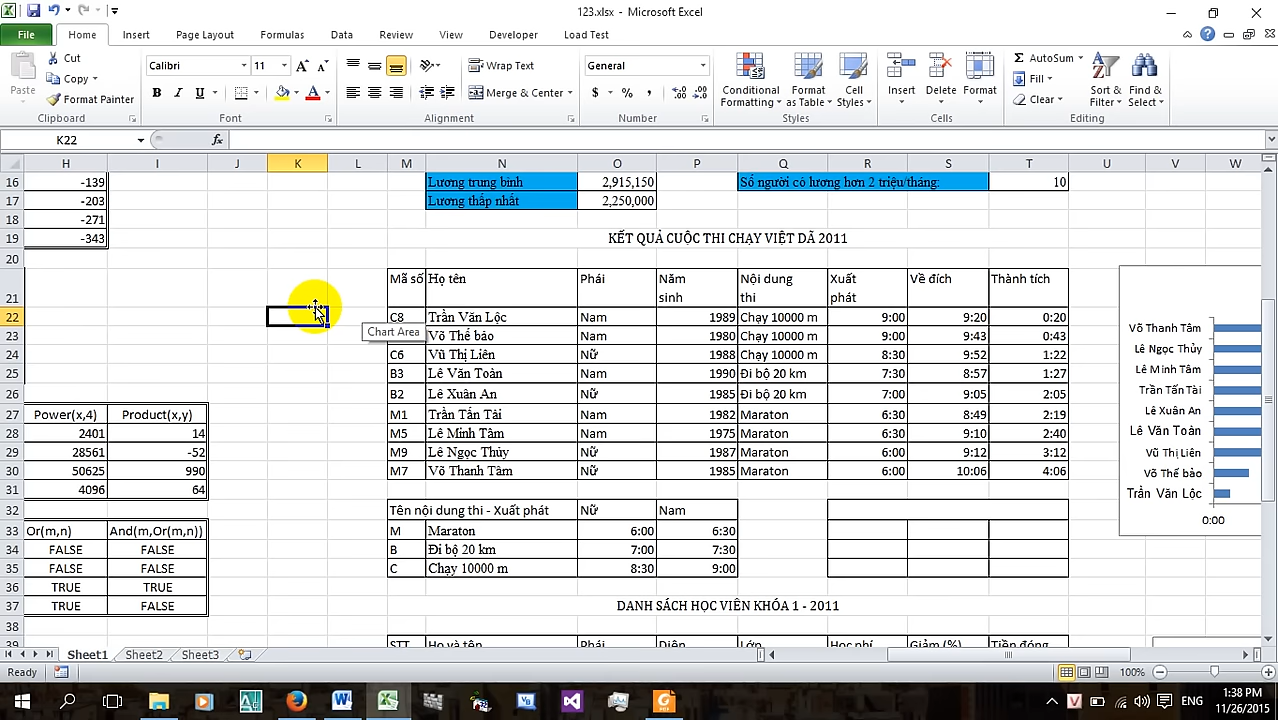 123.xlsx - Microsoft Excel
File Home Insert Page Layout Formulas Data Review View Developer Load Test
Paste
Cut
Copy
Format Painter
Clipboard
Calibri 11
B I U
Font
Wrap Text
Merge & Center
Alignment
General
$ % ,
Number
Conditional Formatting
Format as Table
Cell Styles
Styles
Insert Delete Format
Cells
AutoSum
Fill
Clear
Sort & Filter
Find & Select
Editing
K22 fx
H I J K L M N O P Q R S T U V W
16 -139 Lương trung bình 2,915,150 Số người có lương hơn 2 triệu/tháng: 10
17 -203 Lương thấp nhất 2,250,000
18 -271
19 -343 KẾT QUẢ CUỘC THI CHẠY VIỆT DÃ 2011
20
21 Mã số Họ tên Phái Năm sinh Nội dung thi Xuất phát Về đích Thành tích
22 C8 Trần Văn Lộc Nam 1989 Chạy 10000 m 9:00 9:20 0:20
Chart Area
23 Võ Thế bảo Nam 1980 Chạy 10000 m 9:00 9:43 0:43
24 C6 Vũ Thị Liên Nữ 1988 Chạy 10000 m 8:30 9:52 1:22
25 B3 Lê Văn Toàn Nam 1990 Đi bộ 20 km 7:30 8:57 1:27
26 B2 Lê Xuân An Nữ 1985 Đi bộ 20 km 7:00 9:05 2:05
27 Power(x,4) Product(x,y) M1 Trần Tấn Tài Nam 1982 Maraton 6:30 8:49 2:19
28 2401 14 M5 Lê Minh Tâm Nam 1975 Maraton 6:30 9:10 2:40
29 28561 -52 M9 Lê Ngọc Thủy Nữ 1987 Maraton 6:00 9:12 3:12
30 50625 990 M7 Võ Thanh Tâm Nữ 1985 Maraton 6:00 10:06 4:06
31 4096 64
32 Tên nội dung thi - Xuất phát Nữ Nam
33 Or(m,n) And(m,Or(m,n)) M Maraton 6:00 6:30
34 FALSE FALSE B Đi bộ 20 km 7:00 7:30
35 FALSE FALSE C Chạy 10000 m 8:30 9:00
36 TRUE TRUE
37 TRUE FALSE DANH SÁCH HỌC VIÊN KHÓA 1 - 2011
38
39 STT Họ và tên Phái Diện Lớp Học phí Giảm (%) Tiền đóng
Võ Thanh Tâm
Lê Ngọc Thủy
Lê Minh Tâm
Trần Tấn Tài
Lê Xuân An
Lê Văn Toàn
Vũ Thị Liên
Võ Thế bảo
Trần Văn Lộc
0:00
Sheet1 Sheet2 Sheet3
Ready 100%
ENG
1:38 PM
11/26/2015